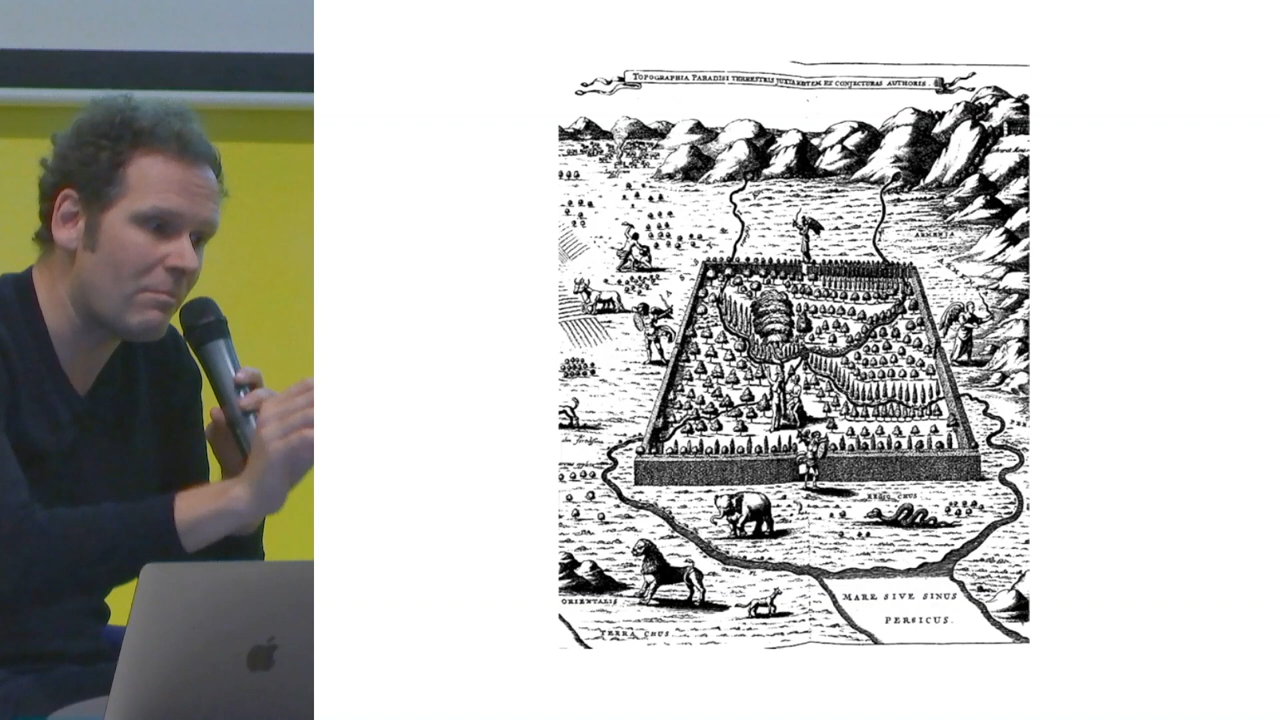 TOPOGRAPHIA PARADISI TERRESTRIS JUXTA MENTEM ET CONJECTURAS AUTHORIS.
ARMENIA
REGIO CHUS
ORIENTALIS
MARE SIVE SINUS
PERSICUS.
TERRA CHUS